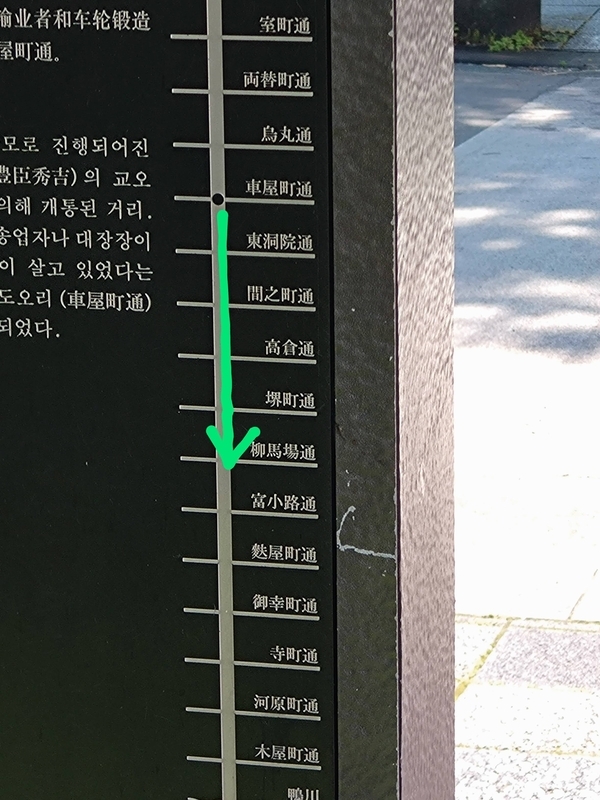 输业者和车轮锻造
屋町通。
모로 진행되어진
豊臣秀吉)의 교오
의해 개통된 거리.
송업자나 대장장이
이 살고 있었다는
도오리 (車屋町通)
되었다.
室町通
両替町通
烏丸通
車屋町通
東洞院通
間之町通
高倉通
堺町通
柳馬場通
富小路通
麩屋町通
御幸町通
寺町通
河原町通
木屋町通
鴨川